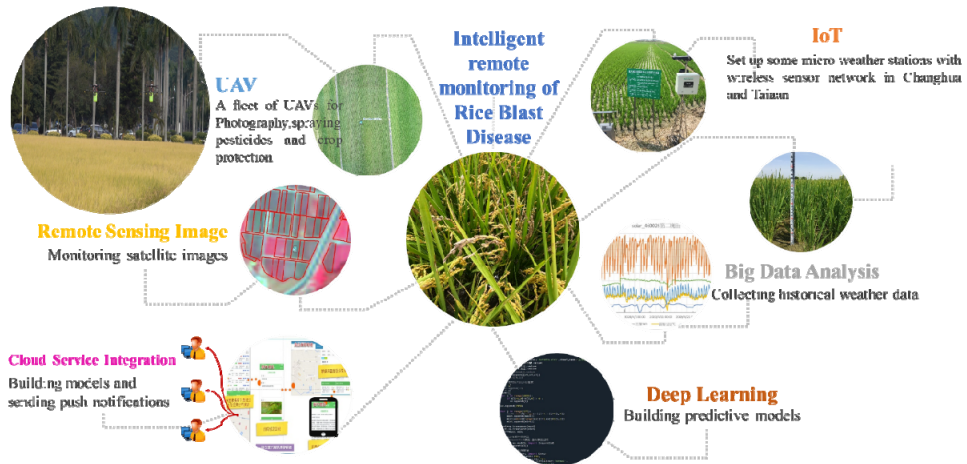 Intelligent
remote
monitoring of
Rice Blast
Disease
UAV
A fleet of UAVs for
Photography,spraying
pesticides and crop
protection
IoT
Set up some micro weather stations with
wireless sensor network in Changhua
and Tainan
Remote Sensing Image
Monitoring satellite images
Big Data Analysis
Collecting historical weather data
Cloud Service Integration
Building models and
sending push notifications
Deep Learning
Building predictive models